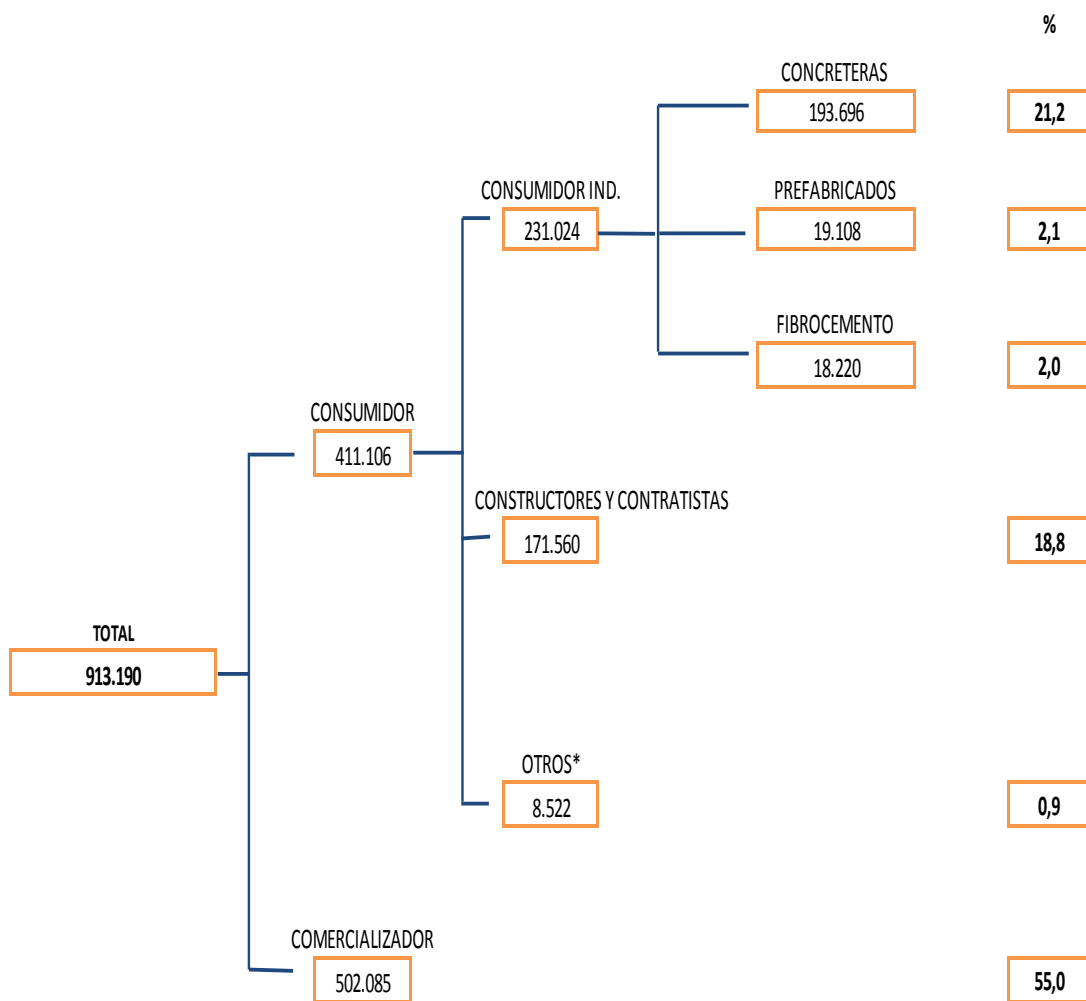 %
CONCRETERAS
193.696
21,2
CONSUMIDOR IND.
231.024
PREFABRICADOS
19.108
2,1
FIBROCEMENTO
18.220
2,0
CONSUMIDOR
411.106
CONSTRUCTORES Y CONTRATISTAS
171.560
18,8
TOTAL
913.190
OTROS*
8.522
0,9
COMERCIALIZADOR
502.085
55,0